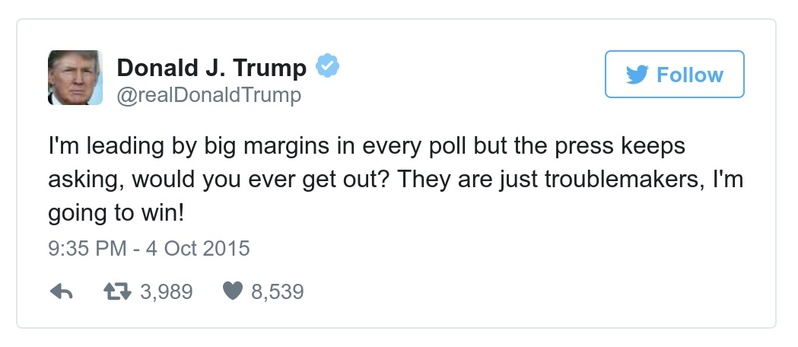 Donald J. Trump
@realDonaldTrump
Follow
I'm leading by big margins in every poll but the press keeps
asking, would you ever get out? They are just troublemakers, I'm
going to win!
9:35 PM - 4 Oct 2015
3,989 8,539